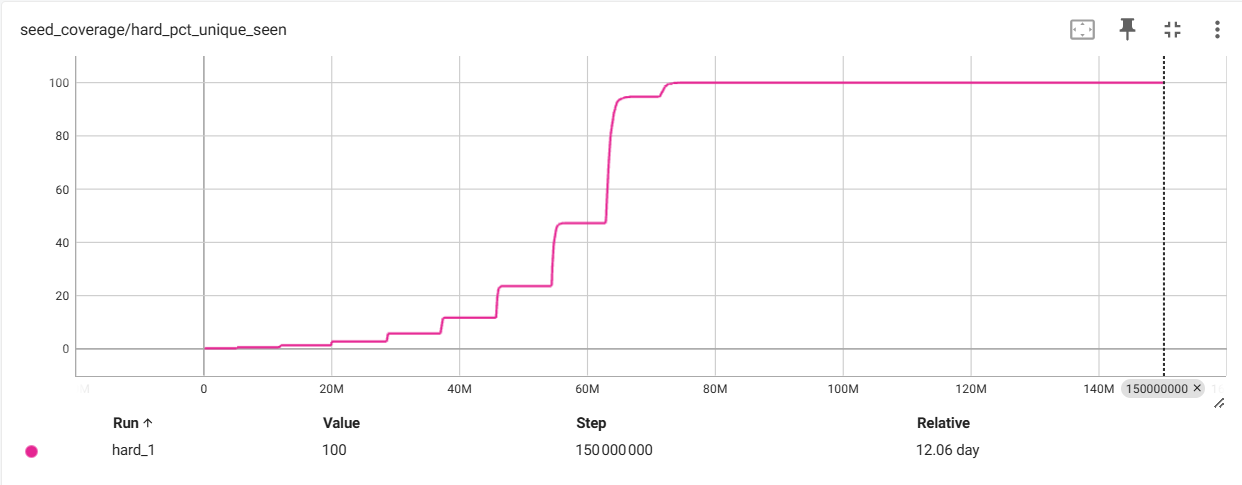 seed_coverage/hard_pct_unique_seen
100
80
60
40
20
0
M 0 20M 40M 60M 80M 100M 120M 140M 150000000 ×
Run ↑ Value Step Relative
hard_1 100 150 000 000 12.06 day